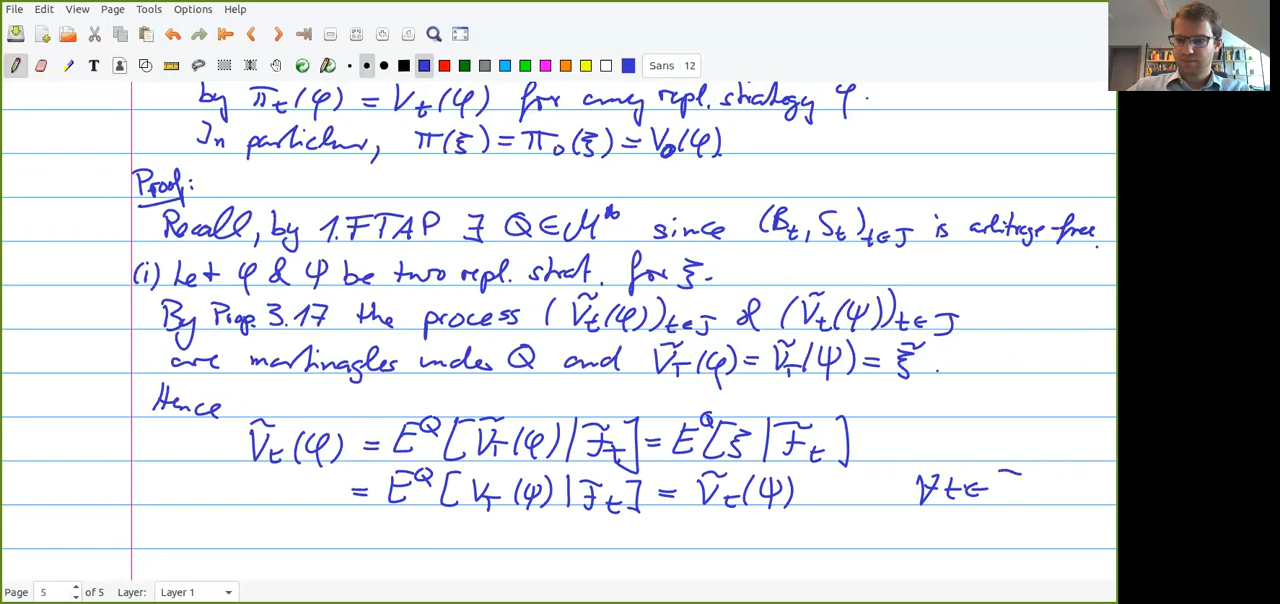 File Edit View Page Tools Options Help
Sans 12
by π_t(φ) = V_t(φ) for any repl. strategy φ.
In particular, π(ξ) = π_0(ξ) = V_0(φ).
Proof:
Recall, by 1. FTAP ∃ Q ∈ M^b since (B_t, S_t)_{t∈J} is arbitrage-free.
(i) Let φ & ψ be two repl. strat. for ξ.
By Prop. 3.17 the process (Ṽ_t(φ))_{t∈J} & (Ṽ_t(ψ))_{t∈J}
are martinagles under Q and Ṽ_T(φ) = Ṽ_T(ψ) = ξ̃.
Hence
Ṽ_t(φ) = E^Q[Ṽ_T(φ) | F_t] = E^Q[ξ | F_t]
= E^Q[V_T(ψ) | F_t] = Ṽ_t(ψ) ∀ t ∈
Page 5 of 5 Layer: Layer 1